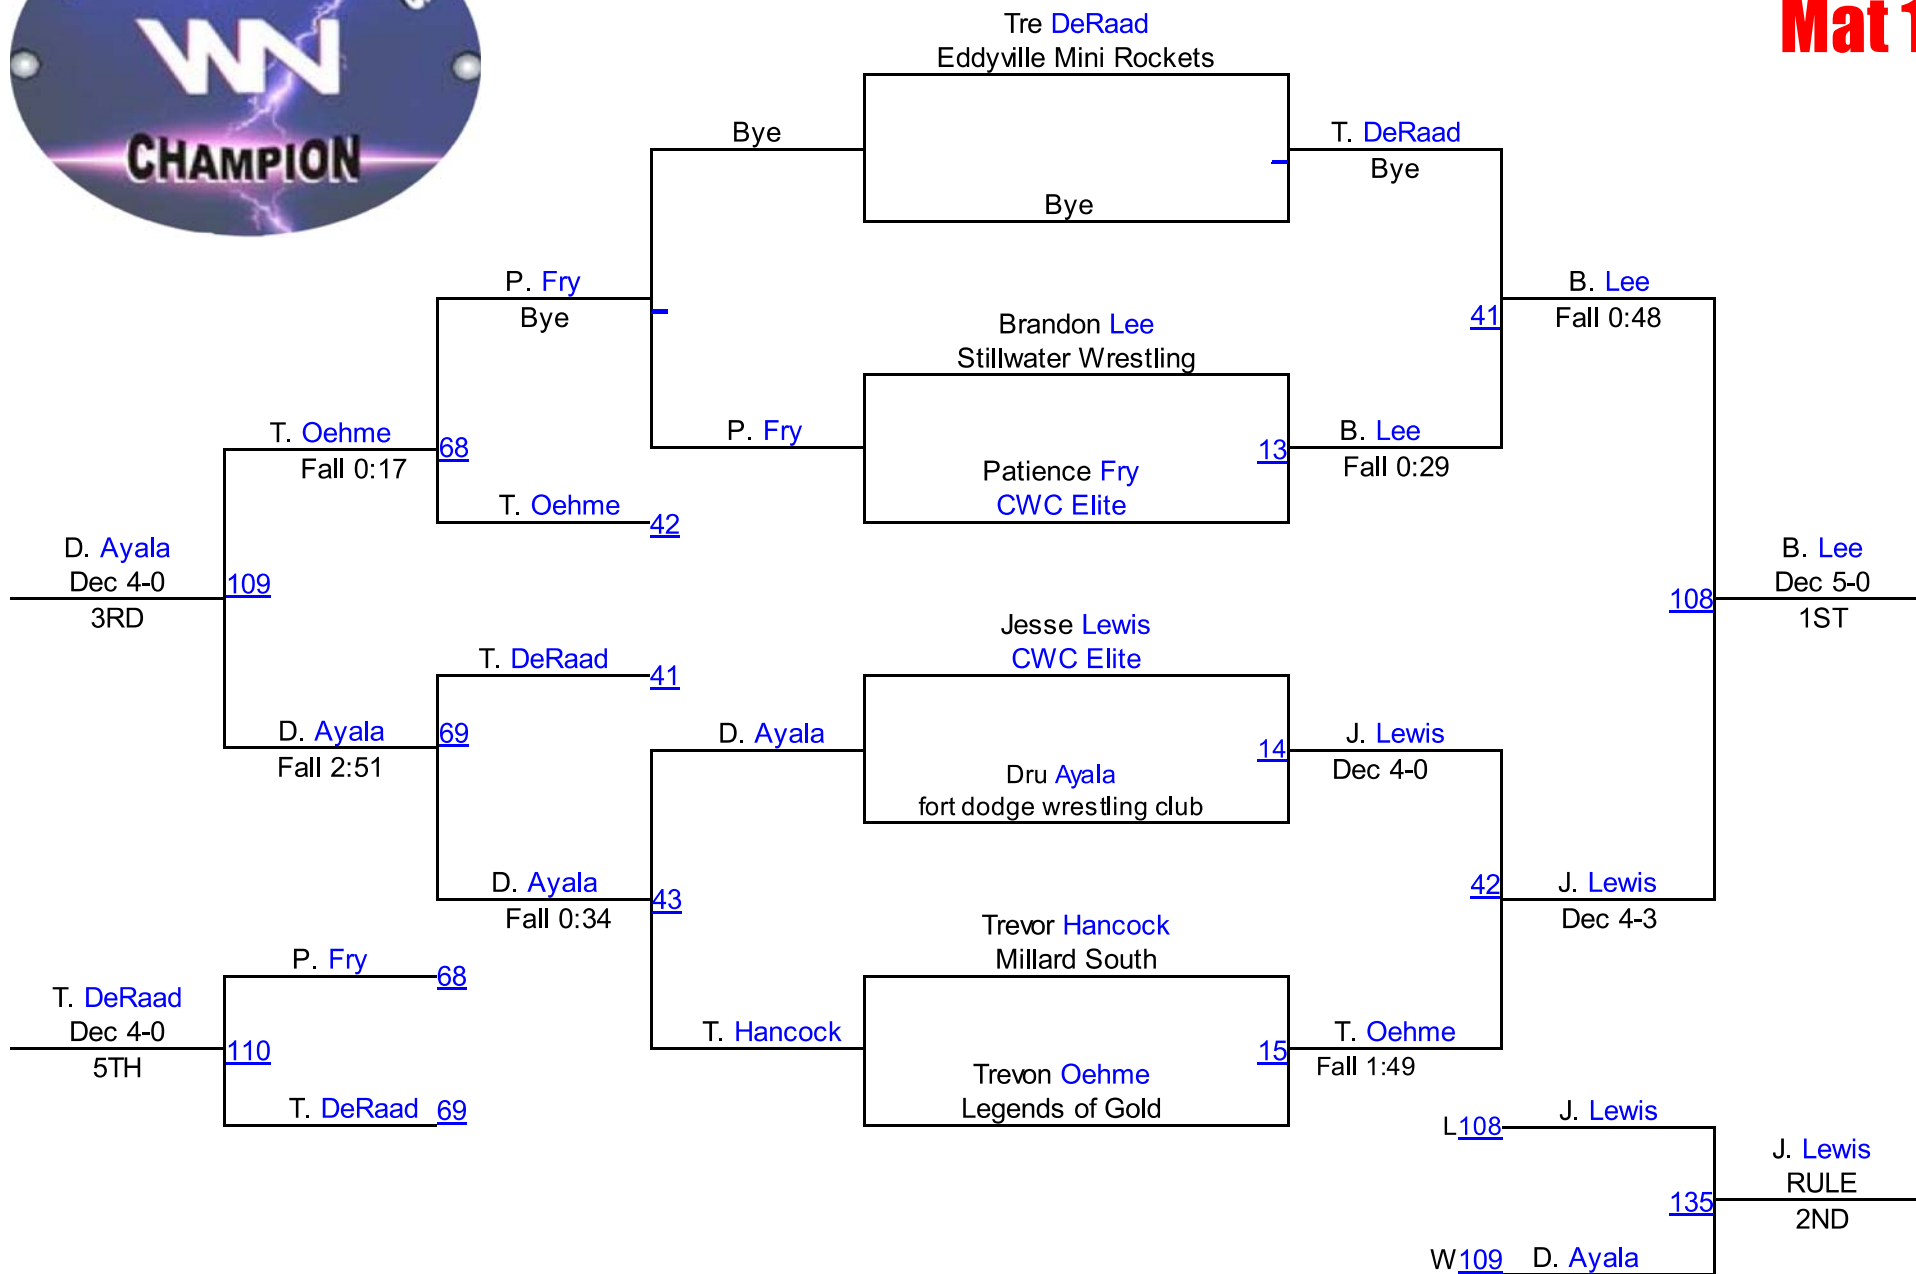 WN
CHAMPION
Mat 1
Tre DeRaad
Eddyville Mini Rockets
Bye
T. DeRaad
Bye
Bye
P. Fry
Bye
B. Lee
Fall 0:48
41
Brandon Lee
Stillwater Wrestling
T. Oehme
Fall 0:17
68
P. Fry
13
B. Lee
Fall 0:29
Patience Fry
CWC Elite
T. Oehme
42
D. Ayala
Dec 4-0
3RD
109
B. Lee
Dec 5-0
1ST
108
Jesse Lewis
CWC Elite
T. DeRaad
41
D. Ayala
Fall 2:51
69
D. Ayala
14
J. Lewis
Dec 4-0
Dru Ayala
fort dodge wrestling club
D. Ayala
Fall 0:34
43
42
J. Lewis
Dec 4-3
Trevor Hancock
Millard South
P. Fry
68
T. DeRaad
Dec 4-0
5TH
110
T. Hancock
15
T. Oehme
Fall 1:49
Trevon Oehme
Legends of Gold
T. DeRaad 69
L108
J. Lewis
J. Lewis
RULE
2ND
135
W109 D. Ayala